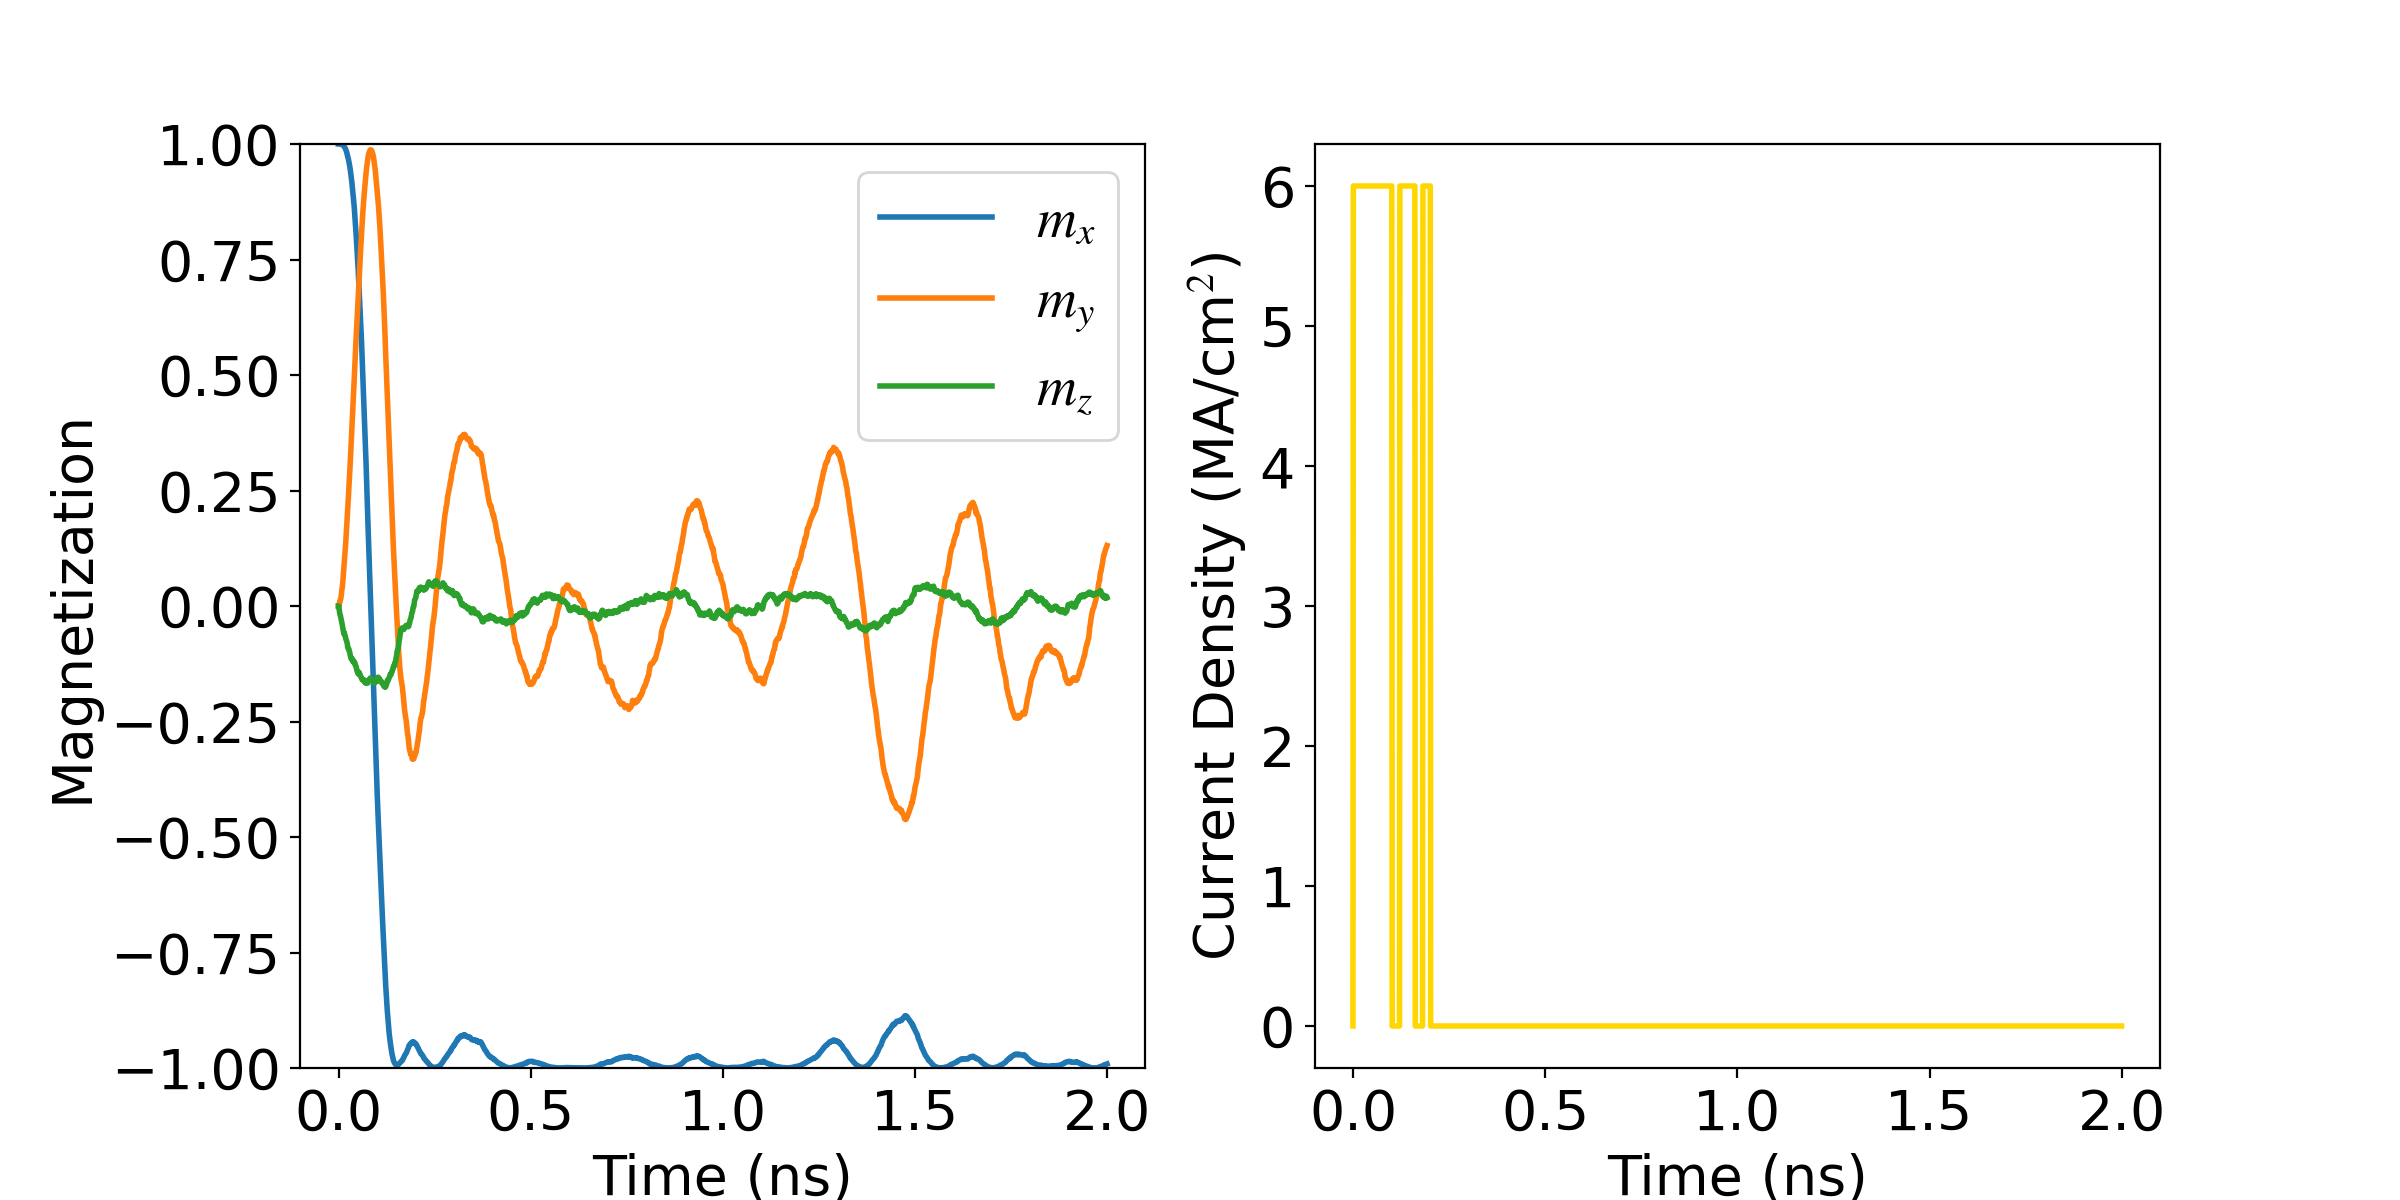 Magnetization
1.00
0.75
0.50
0.25
0.00
−0.25
−0.50
−0.75
−1.00
0.0 0.5 1.0 1.5 2.0
Time (ns)
mₓ
m_y
m_z
Current Density (MA/cm²)
6
5
4
3
2
1
0
0.0 0.5 1.0 1.5 2.0
Time (ns)